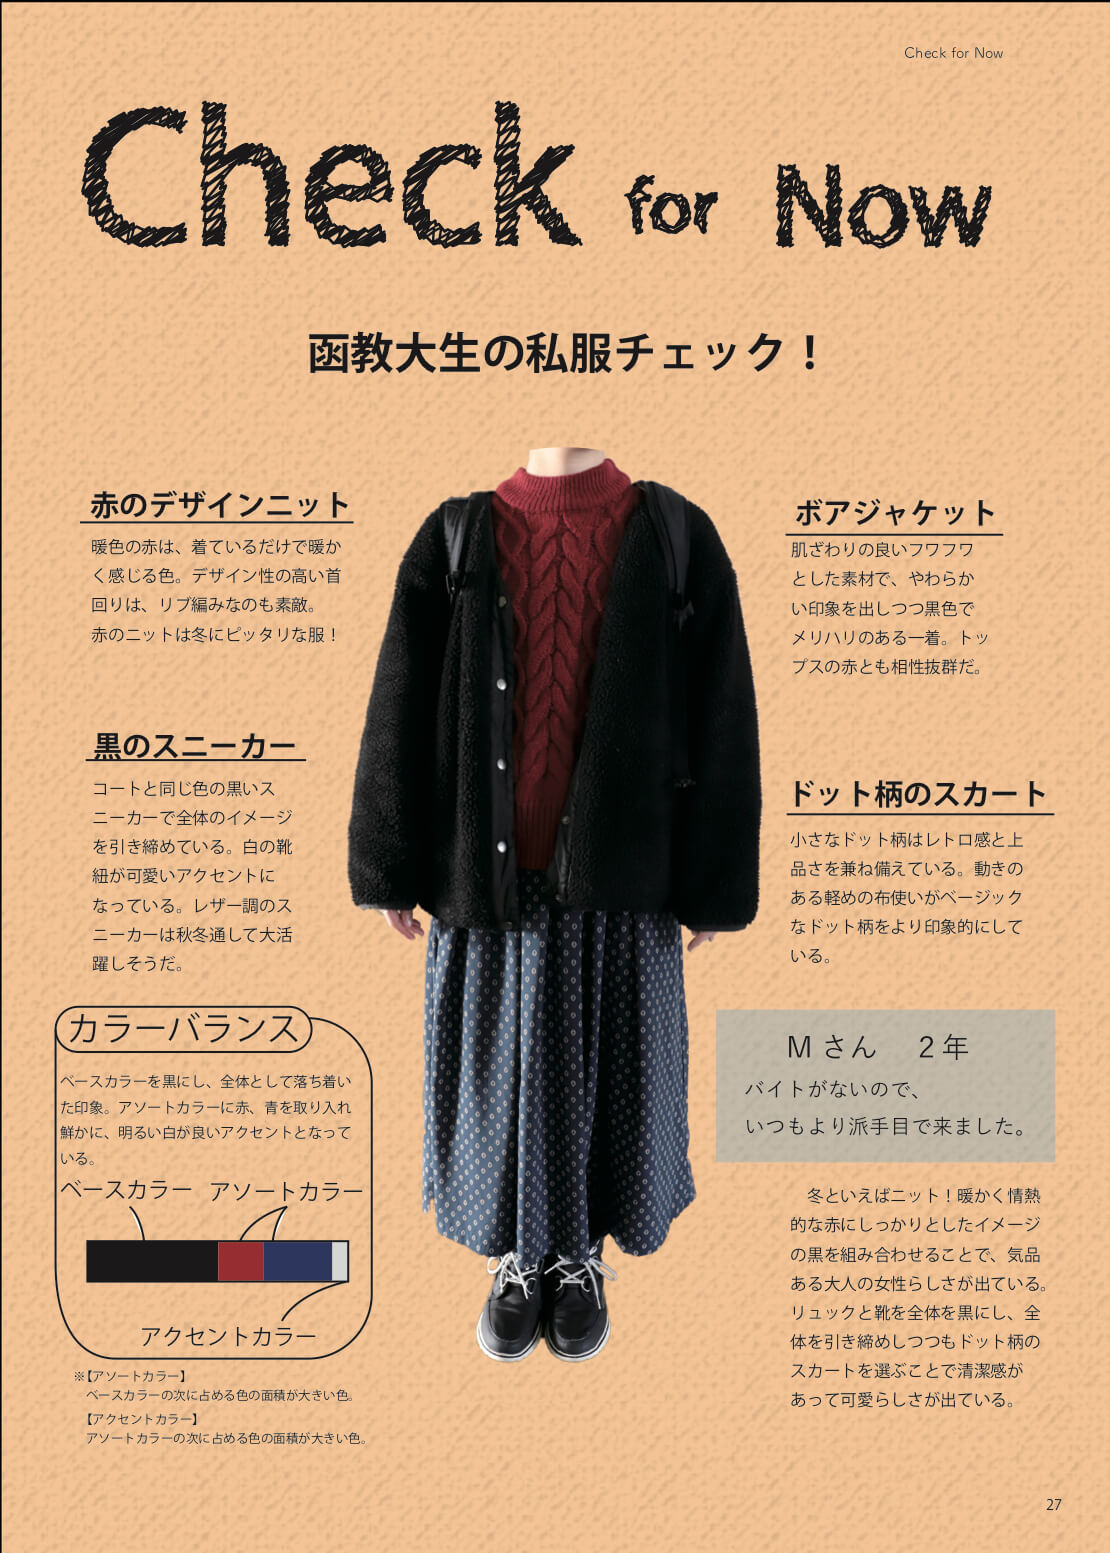 Check for Now
Check for Now
函教大生の私服チェック！
赤のデザインニット
暖色の赤は、着ているだけで暖か
く感じる色。デザイン性の高い首
回りは、リブ編みなのも素敵。
赤のニットは冬にピッタリな服！
ボアジャケット
肌ざわりの良いフワフワ
とした素材で、やわらか
い印象を出しつつ黒色で
メリハリのある一着。トッ
プスの赤とも相性抜群だ。
黒のスニーカー
コートと同じ色の黒いス
ニーカーで全体のイメージ
を引き締めている。白の靴
紐が可愛いアクセントに
なっている。レザー調のス
ニーカーは秋冬通して大活
躍しそうだ。
ドット柄のスカート
小さなドット柄はレトロ感と上
品さを兼ね備えている。動きの
ある軽めの布使いがベージック
なドット柄をより印象的にして
いる。
カラーバランス
ベースカラーを黒にし、全体として落ち着い
た印象。アソートカラーに赤、青を取り入れ
鮮かに、明るい白が良いアクセントとなって
いる。
ベースカラー アソートカラー
アクセントカラー
※【アソートカラー】
ベースカラーの次に占める色の面積が大きい色。
【アクセントカラー】
アソートカラーの次に占める色の面積が大きい色。
Mさん 2年
バイトがないので、
いつもより派手目で来ました。
冬といえばニット！暖かく情熱
的な赤にしっかりとしたイメージ
の黒を組み合わせることで、気品
ある大人の女性らしさが出ている。
リュックと靴を全体を黒にし、全
体を引き締めしつつもドット柄の
スカートを選ぶことで清潔感が
あって可愛らしさが出ている。
27